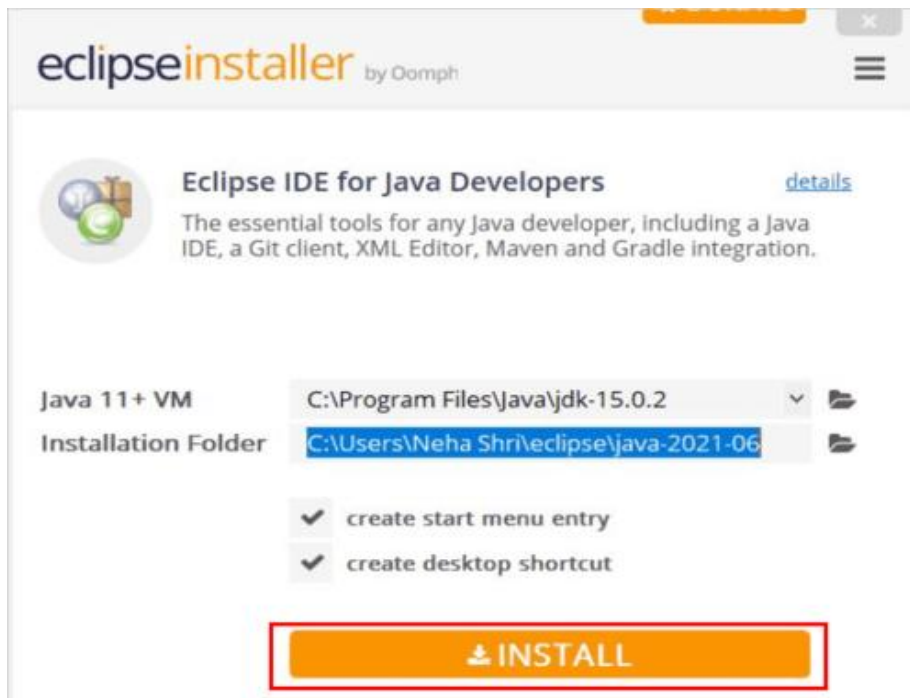 eclipseinstaller by Oomph
Eclipse IDE for Java Developers details
The essential tools for any Java developer, including a Java
IDE, a Git client, XML Editor, Maven and Gradle integration.
Java 11+ VM C:\Program Files\Java\jdk-15.0.2
Installation Folder C:\Users\Neha Shri\eclipse\java-2021-06
create start menu entry
create desktop shortcut
INSTALL